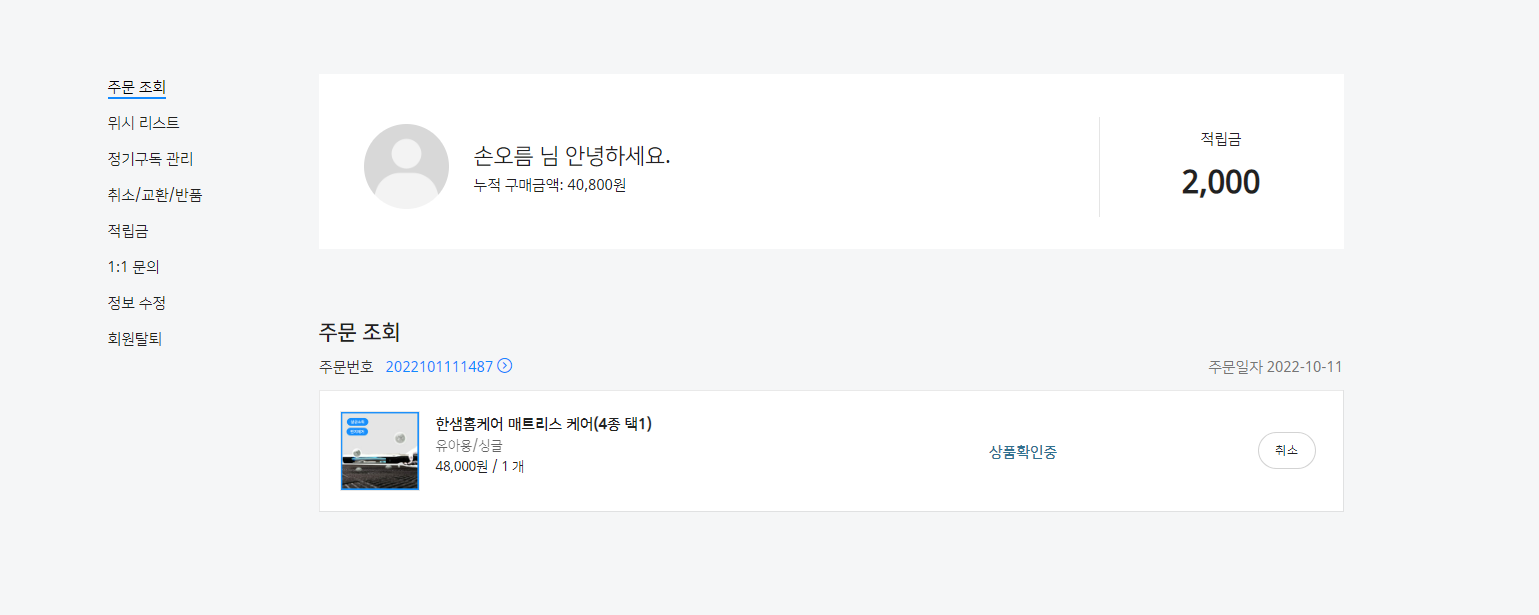 주문 조회
위시 리스트
정기구독 관리
취소/교환/반품
적립금
1:1 문의
정보 수정
회원탈퇴
손오름 님 안녕하세요.
누적 구매금액: 40,800원
적립금
2,000
주문 조회
주문번호 2022101111487
주문일자 2022-10-11
한샘홈케어 매트리스 케어(4종 택1)
유아용/싱글
48,000원 / 1 개
상품확인중
취소